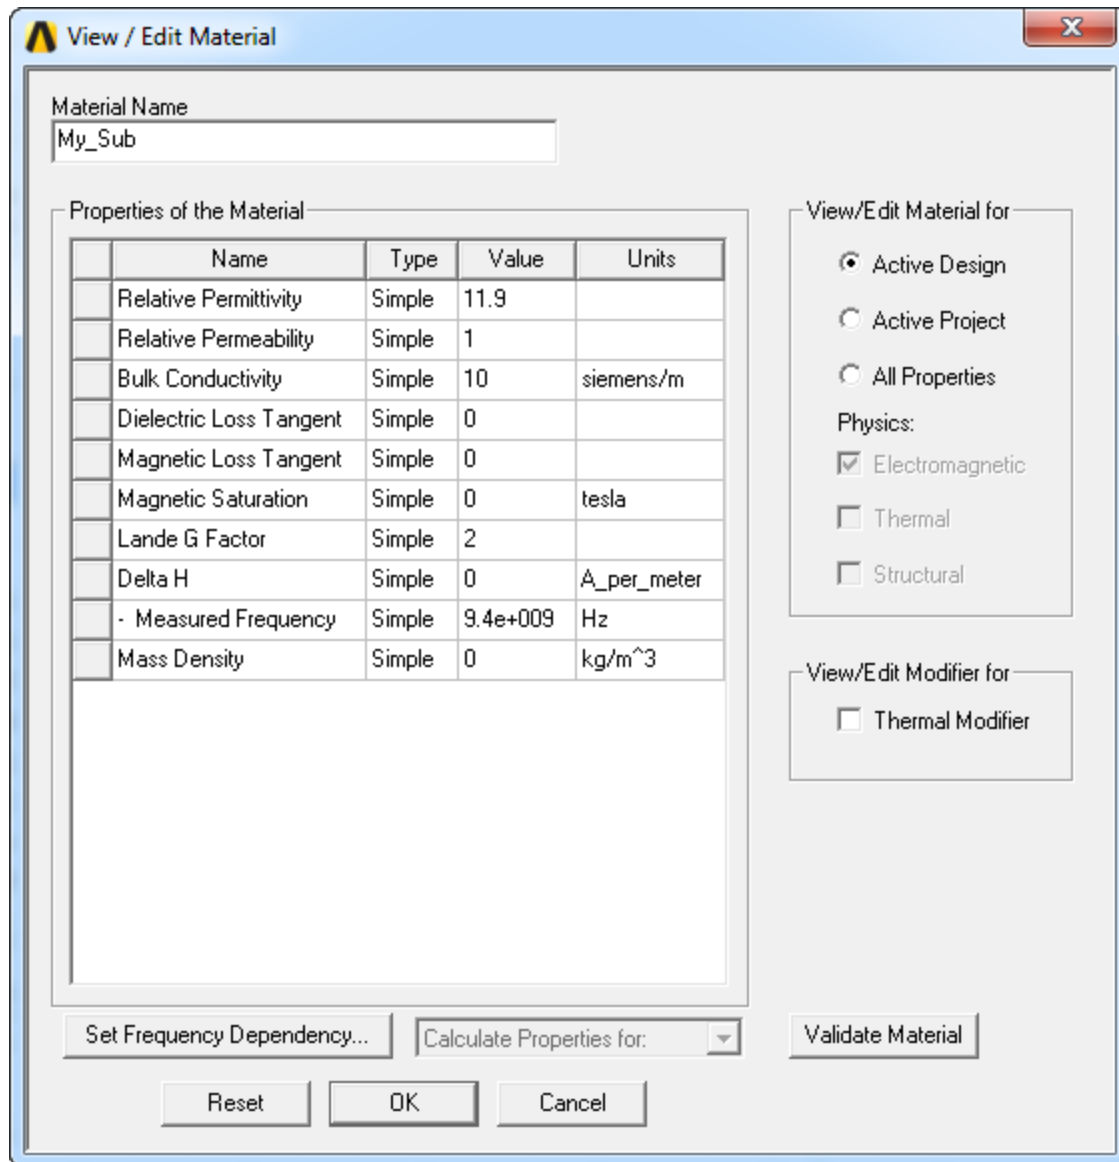 View / Edit Material
Material Name
My_Sub
Properties of the Material
Name Type Value Units
Relative Permittivity Simple 11.9
Relative Permeability Simple 1
Bulk Conductivity Simple 10 siemens/m
Dielectric Loss Tangent Simple 0
Magnetic Loss Tangent Simple 0
Magnetic Saturation Simple 0 tesla
Lande G Factor Simple 2
Delta H Simple 0 A_per_meter
- Measured Frequency Simple 9.4e+009 Hz
Mass Density Simple 0 kg/m^3
View/Edit Material for
Active Design
Active Project
All Properties
Physics:
Electromagnetic
Thermal
Structural
View/Edit Modifier for
Thermal Modifier
Set Frequency Dependency... Calculate Properties for: Validate Material
Reset OK Cancel